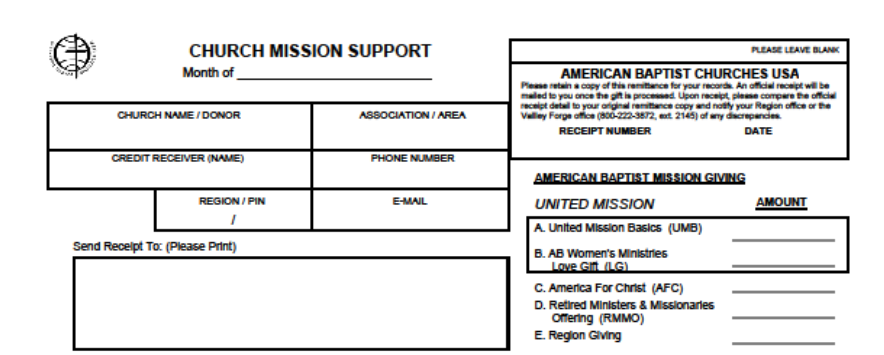 CHURCH MISSION SUPPORT
Month of
CHURCH NAME / DONOR
ASSOCIATION / AREA
CREDIT RECEIVER (NAME)
PHONE NUMBER
REGION / PIN
E-MAIL
/
Send Receipt To: (Please Print)
PLEASE LEAVE BLANK
AMERICAN BAPTIST CHURCHES USA
Please retain a copy of this remittance for your records. An official receipt will be
mailed to you once the gift is processed. Upon receipt, please compare the official
receipt detail to your original remittance copy and notify your Region office or the
Valley Forge office (800-222-3872, ext. 2145) of any discrepancies.
RECEIPT NUMBER DATE
AMERICAN BAPTIST MISSION GIVING
UNITED MISSION AMOUNT
A. United Mission Basics (UMB)
B. AB Women's Ministries
Love Gift (LG)
C. America For Christ (AFC)
D. Retired Ministers & Missionaries
Offering (RMMO)
E. Region Giving